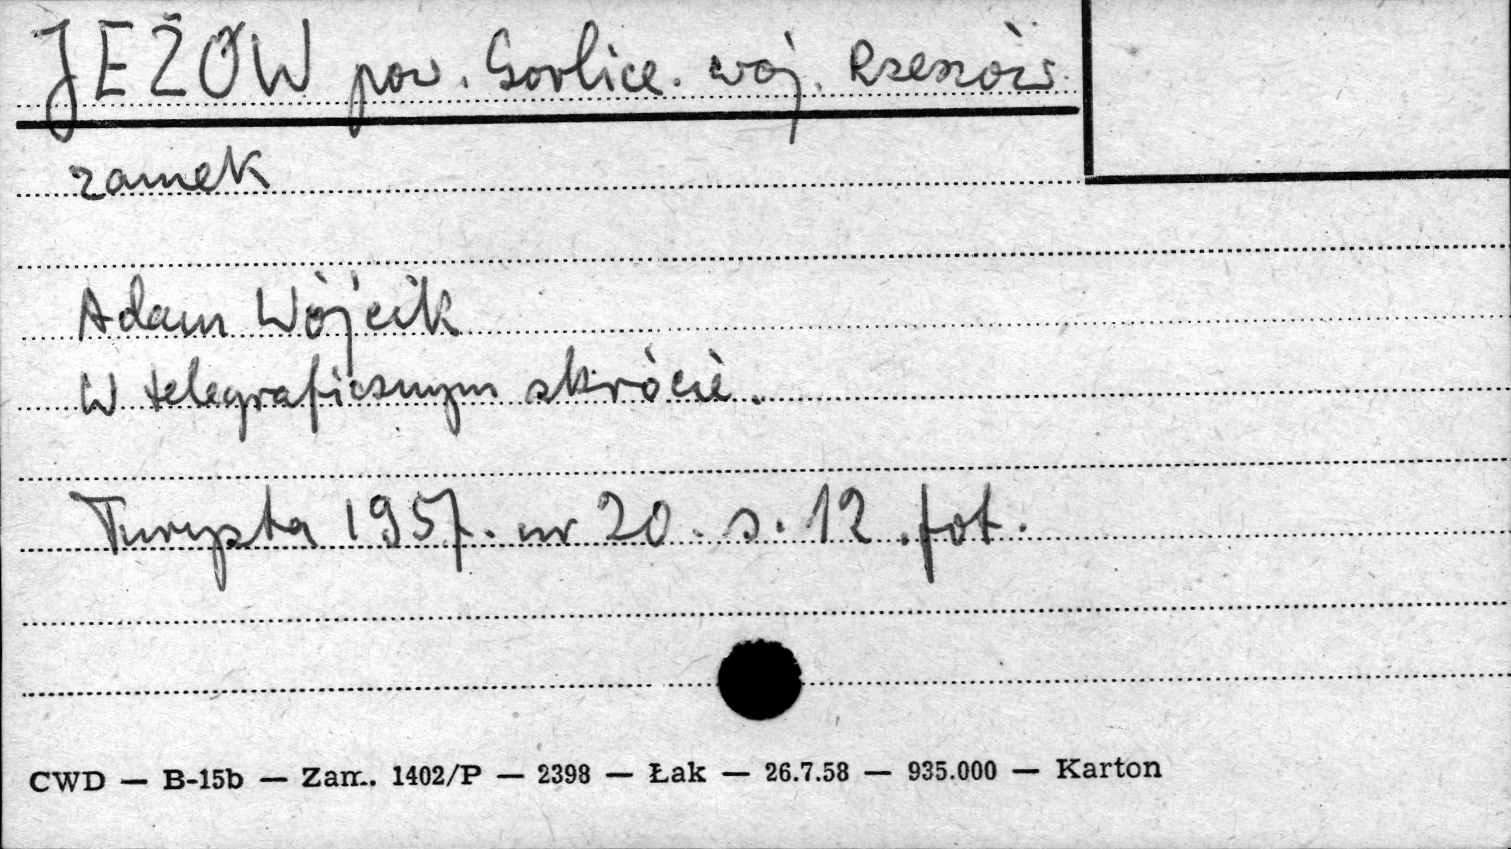 JEŻÓW pow. Gorlice. woj. Rzeszów
zamek
Adam Wójcik
W telegraficznym skrócie.
Turysta 1957. nr 20. s. 12. fot.
CWD — B-15b — Zam. 1402/P — 2398 — Łak — 26.7.58 — 935.000 — Karton